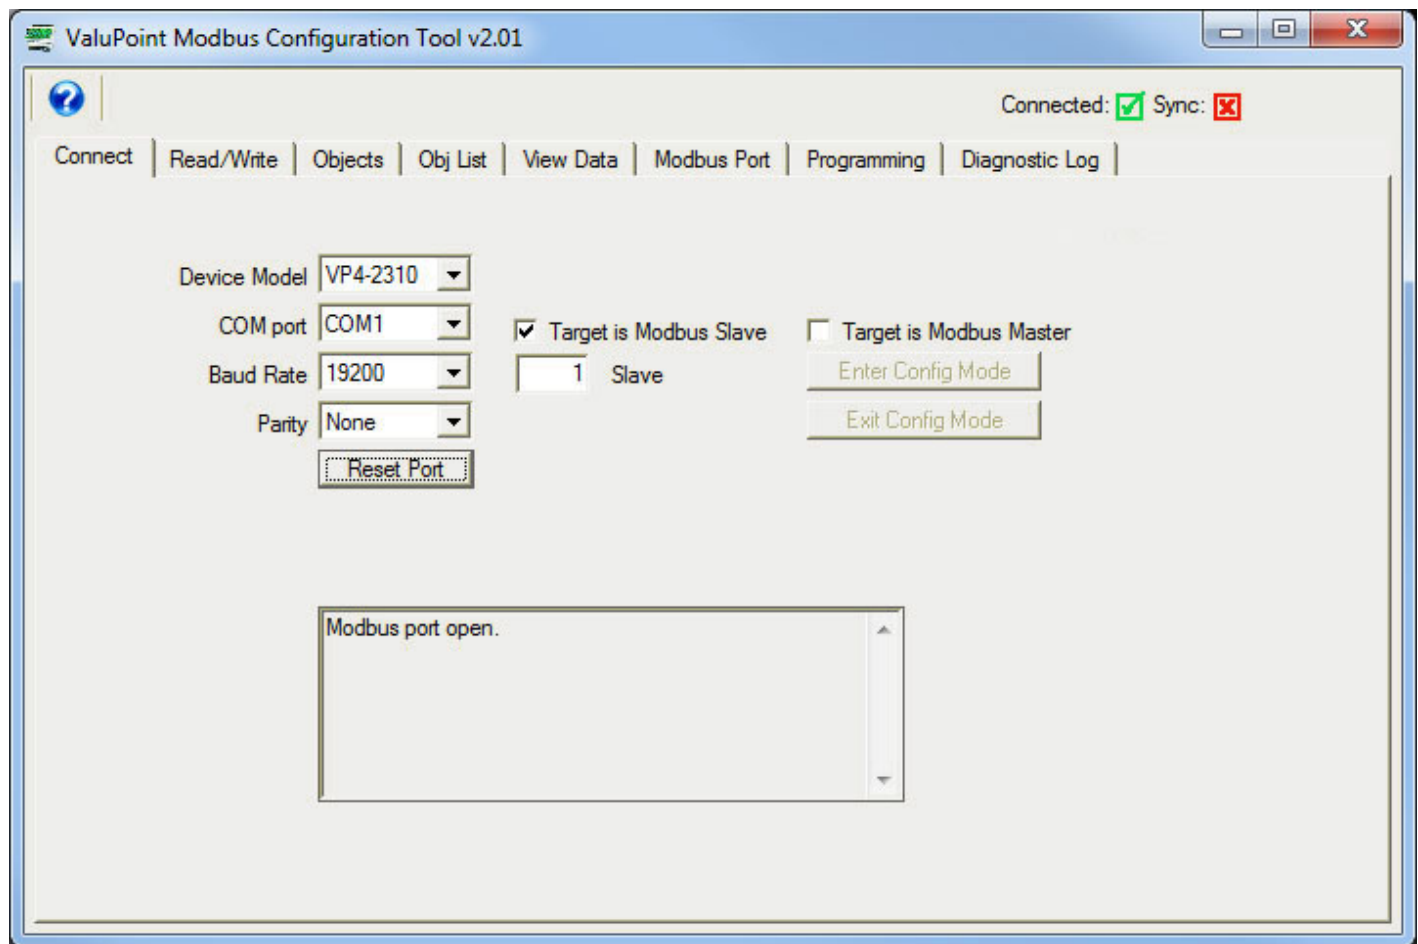 ValuPoint Modbus Configuration Tool v2.01
Connected: Sync:
Connect Read/Write Objects Obj List View Data Modbus Port Programming Diagnostic Log
Device Model VP4-2310
COM port COM1 Target is Modbus Slave Target is Modbus Master
Baud Rate 19200 1 Slave Enter Config Mode
Parity None Exit Config Mode
Reset Port
Modbus port open.